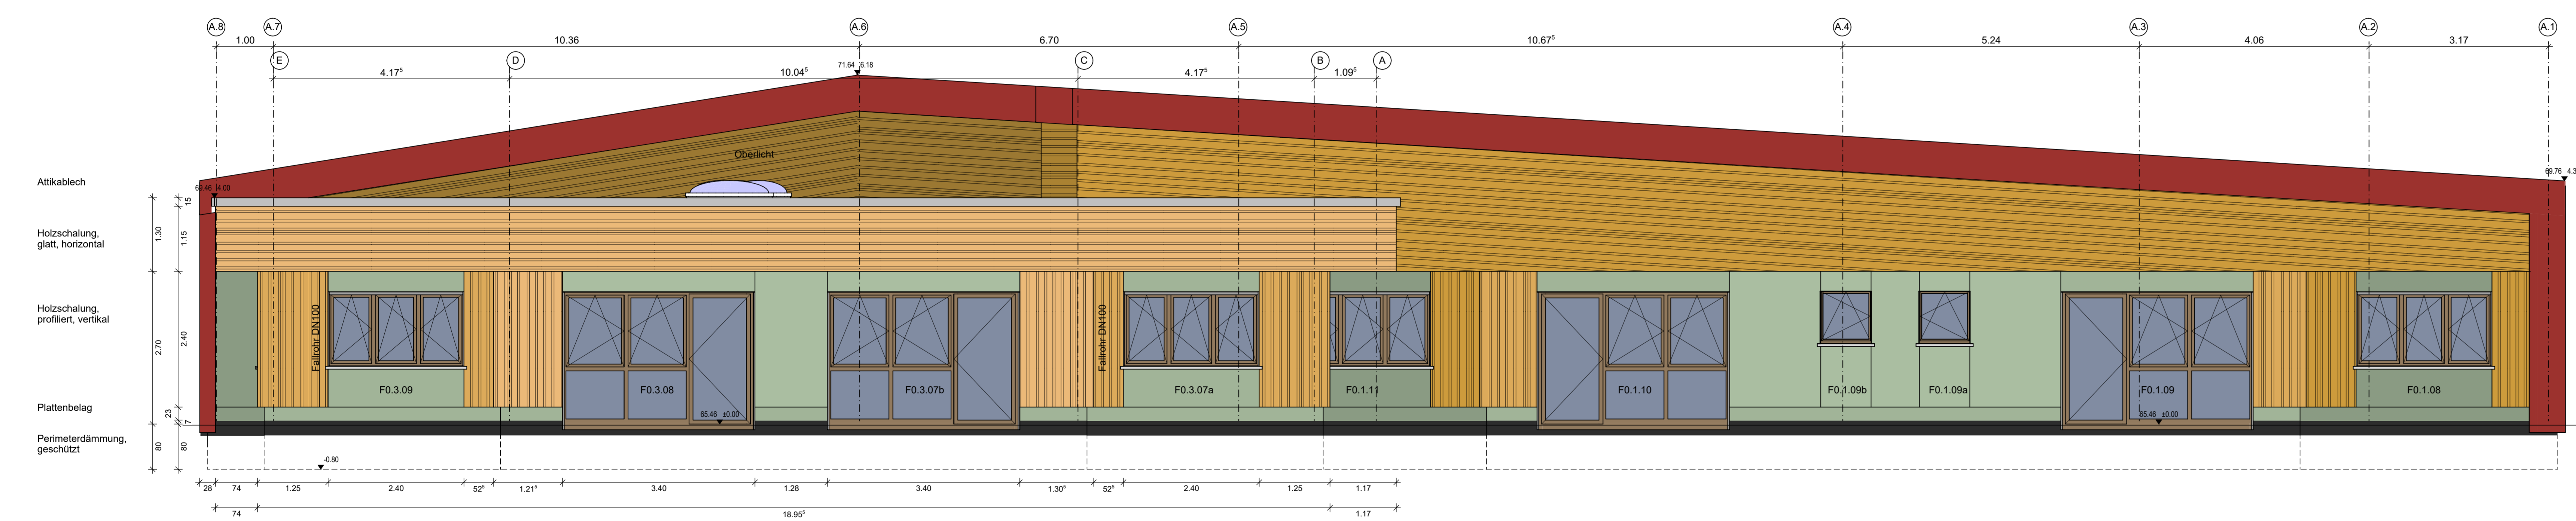 A.8 A.7 A.6 A.5 A.4 A.3 A.2 A.1
1.00 10.36 6.70 10.67⁵ 5.24 4.06 3.17
E D C B A
4.17⁵ 10.04⁵ 4.17⁵ 1.09⁵
71.64 6.18
Oberlicht
69.76 4.3
Attikablech
69.46 4.00
15
Holzschalung,
glatt, horizontal
1.30 1.15
Holzschalung,
profiliert, vertikal
2.70 2.40
Fallrohr DN100
Fallrohr DN100
F0.3.09 F0.3.08 F0.3.07b F0.3.07a F0.1.11 F0.1.10 F0.1.09b F0.1.09a F0.1.09 F0.1.08
Plattenbelag
23
7
65.46 ±0.00
65.46 ±0.00
Perimeterdämmung,
geschützt
80 80
-0.80
28 74 1.25 2.40 52⁵ 1.21⁵ 3.40 1.28 3.40 1.30⁵ 52⁵ 2.40 1.25 1.17
74 18.95⁵ 1.17